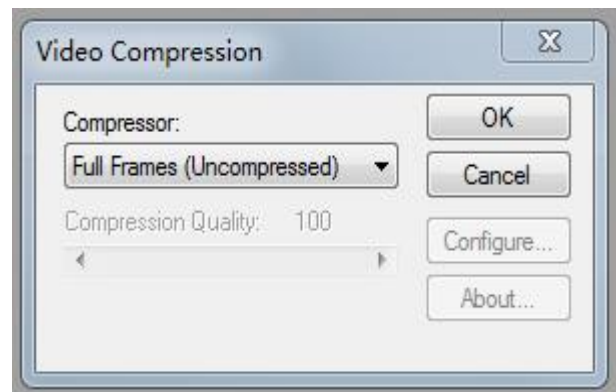 Video Compression
Compressor:
Full Frames (Uncompressed)
Compression Quality: 100
OK
Cancel
Configure...
About...